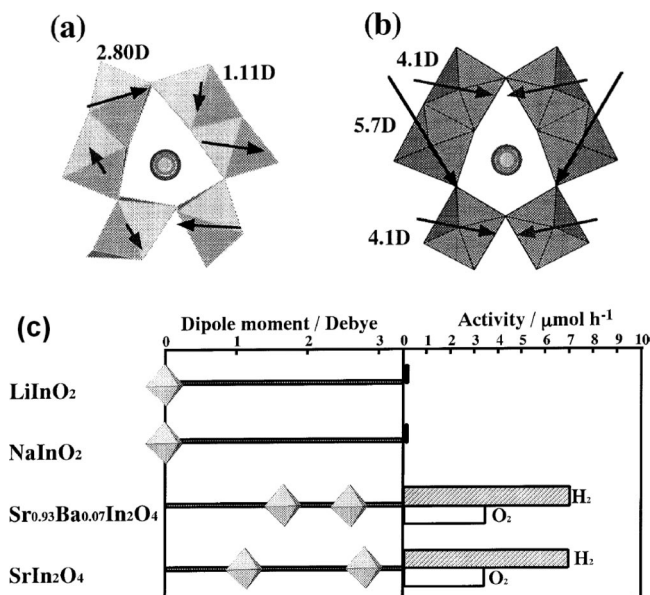 (a)
2.80D
1.11D
(b)
4.1D
5.7D
4.1D
(c)
Dipole moment / Debye
Activity / μmol h⁻¹
0 1 2 3 0 1 2 3 4 5 6 7 8 9 10
LiInO₂
NaInO₂
Sr₀.₉₃Ba₀.₀₇In₂O₄
H₂
O₂
SrIn₂O₄
H₂
O₂